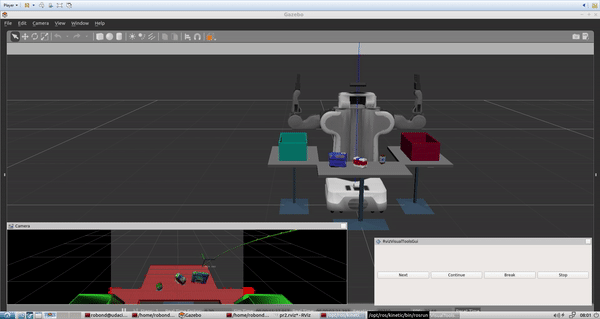 Player
Gazebo
File Edit Camera View Window Help
Camera
RvizVisualToolsGui
Next Continue Break Stop
robond@udaci /home/robond... Gazebo /home/robond... pr2.rviz* - RViz /opt/ros/kinetic/bin/rosrun 08:01